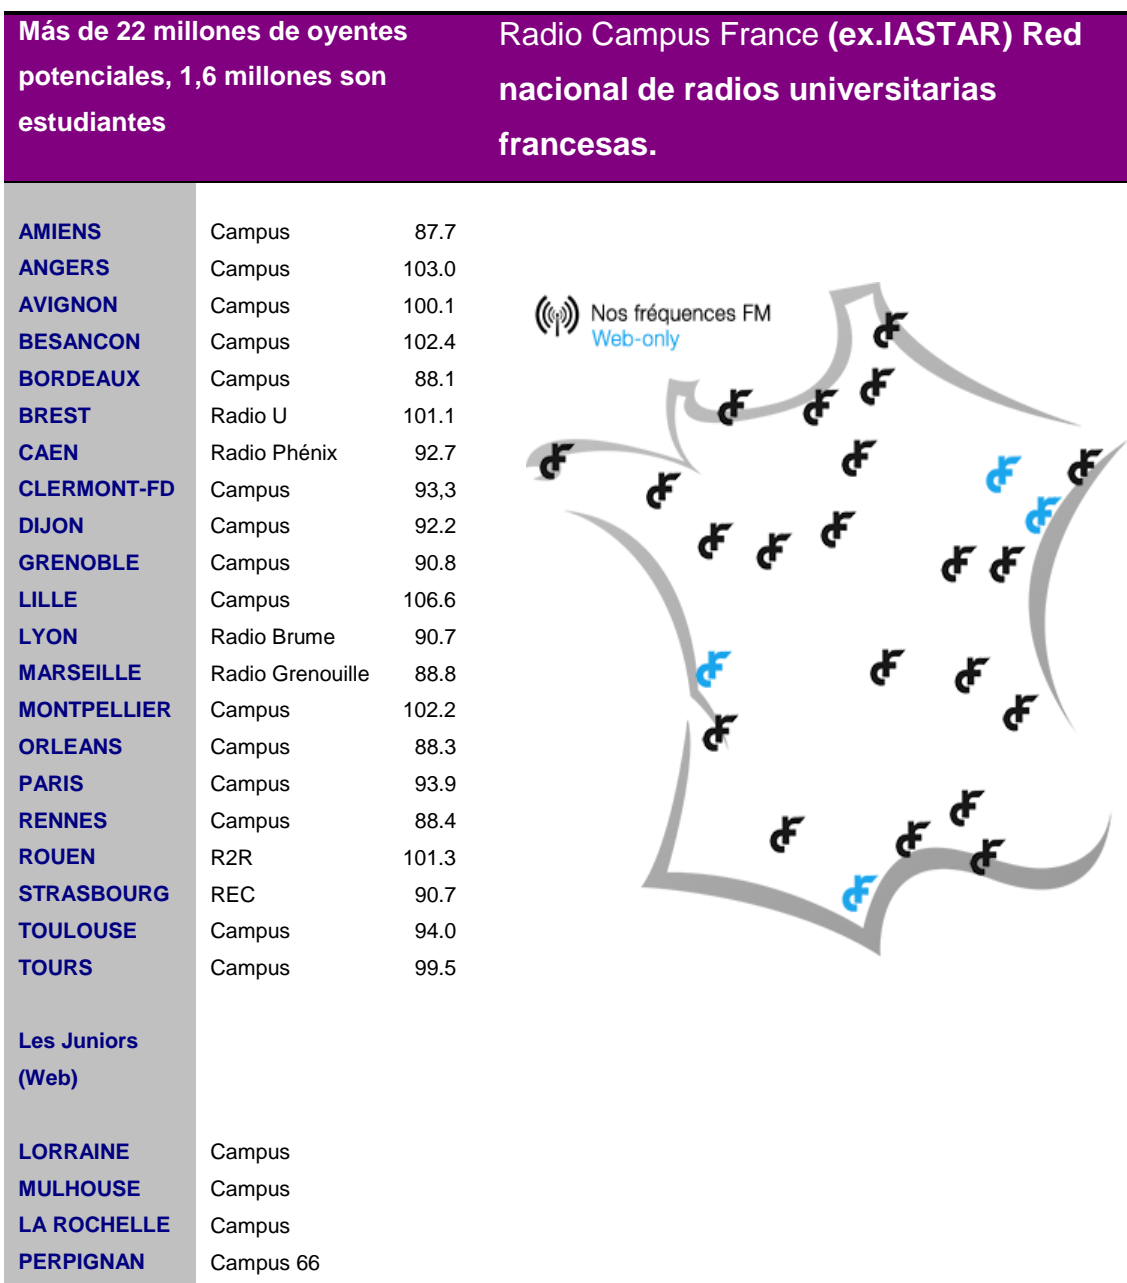 Más de 22 millones de oyentes
potenciales, 1,6 millones son
estudiantes
Radio Campus France (ex.IASTAR) Red
nacional de radios universitarias
francesas.
AMIENS Campus 87.7
ANGERS Campus 103.0
AVIGNON Campus 100.1
BESANCON Campus 102.4
BORDEAUX Campus 88.1
BREST Radio U 101.1
CAEN Radio Phénix 92.7
CLERMONT-FD Campus 93,3
DIJON Campus 92.2
GRENOBLE Campus 90.8
LILLE Campus 106.6
LYON Radio Brume 90.7
MARSEILLE Radio Grenouille 88.8
MONTPELLIER Campus 102.2
ORLEANS Campus 88.3
PARIS Campus 93.9
RENNES Campus 88.4
ROUEN R2R 101.3
STRASBOURG REC 90.7
TOULOUSE Campus 94.0
TOURS Campus 99.5
Les Juniors
(Web)
LORRAINE Campus
MULHOUSE Campus
LA ROCHELLE Campus
PERPIGNAN Campus 66
Nos fréquences FM
Web-only